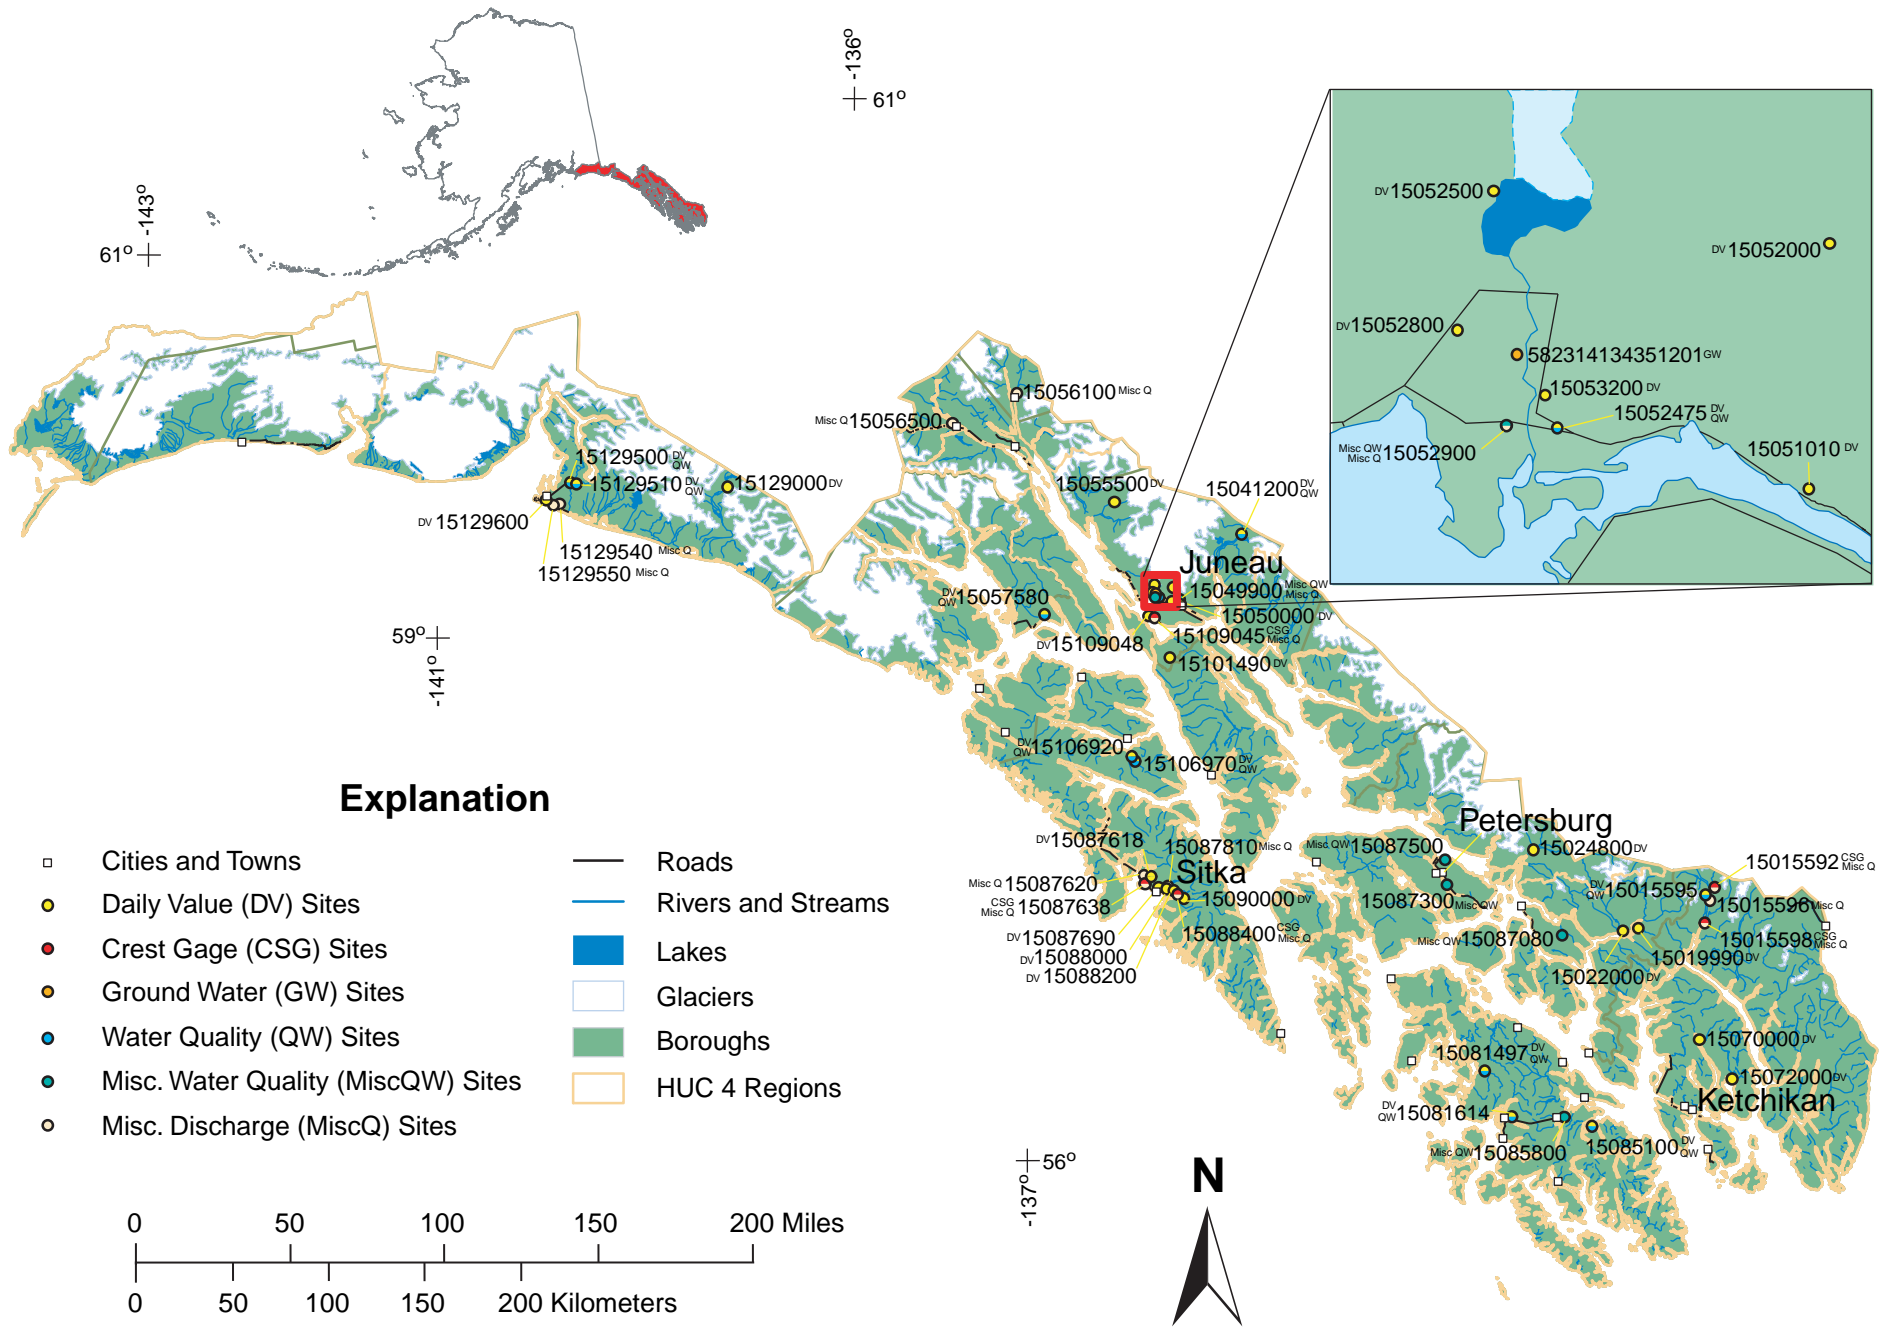 -136°
61°
-143°
61°
DV 15052500
DV 15052000
DV 15052800
582314134351201 GW
15053200 DV
15052475 DV QW
Misc QW Misc Q 15052900
15051010 DV
15056100 Misc Q
Misc Q 15056500
15129500 DV QW
15129510 DV QW
15129000 DV
DV 15129600
15129540 Misc Q
15129550 Misc Q
15055500 DV
15041200 DV QW
Juneau
15049900 Misc QW Misc Q
15050000 DV
DV QW 15057580
15109045 CSG Misc Q
DV 15109048
15101490 DV
59°
-141°
DV QW 15106920
15106970 DV QW
Explanation
Cities and Towns
Daily Value (DV) Sites
Crest Gage (CSG) Sites
Ground Water (GW) Sites
Water Quality (QW) Sites
Misc. Water Quality (MiscQW) Sites
Misc. Discharge (MiscQ) Sites
Roads
Rivers and Streams
Lakes
Glaciers
Boroughs
HUC 4 Regions
Petersburg
DV 15087618
15087810 Misc Q
Misc QW 15087500
15024800 DV
15015592 CSG Misc Q
Sitka
Misc Q 15087620
CSG Misc Q 15087638
15090000 DV
15087300 Misc QW
DV QW 15015595
15015596 Misc Q
DV 15087690
15088400 CSG Misc Q
Misc QW 15087080
15015598 CSG Misc Q
DV 15088000
DV 15088200
15019990 DV
15022000 DV
15070000 DV
15081497 DV QW
15072000 DV
Ketchikan
DV QW 15081614
Misc QW 15085800
15085100 DV QW
56°
-137°
N
0 50 100 150 200 Miles
0 50 100 150 200 Kilometers